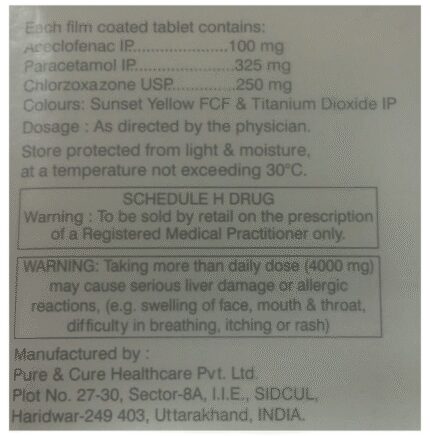 Each film coated tablet contains:
Aceclofenac IP..................100 mg
Paracetamol IP..................325 mg
Chlorzoxazone USP............250 mg
Colours: Sunset Yellow FCF & Titanium Dioxide IP
Dosage : As directed by the physician.
Store protected from light & moisture,
at a temperature not exceeding 30°C.
SCHEDULE H DRUG
Warning : To be sold by retail on the prescription
of a Registered Medical Practitioner only.
WARNING: Taking more than daily dose (4000 mg)
may cause serious liver damage or allergic
reactions, (e.g. swelling of face, mouth & throat,
difficulty in breathing, itching or rash)
Manufactured by :
Pure & Cure Healthcare Pvt. Ltd.
Plot No. 27-30, Sector-8A, I.I.E., SIDCUL,
Haridwar-249 403, Uttarakhand, INDIA.